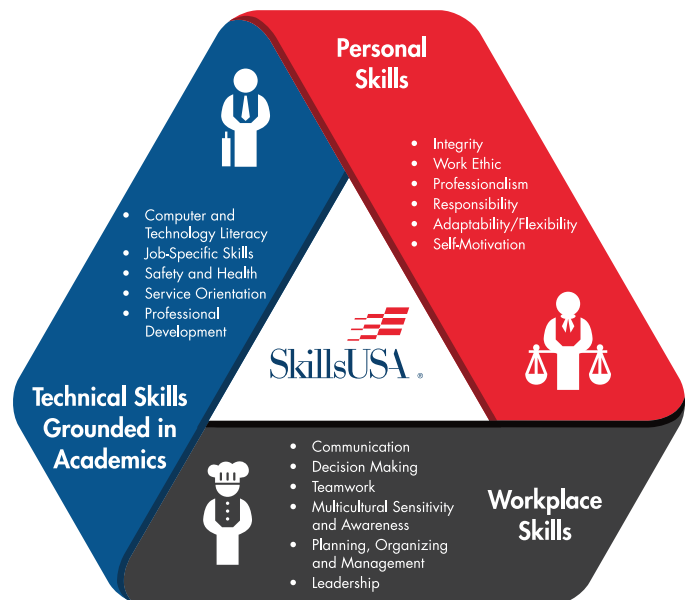 Personal
Skills
• Integrity
• Work Ethic
• Professionalism
• Responsibility
• Adaptability/Flexibility
• Self-Motivation
• Computer and
Technology Literacy
• Job-Specific Skills
• Safety and Health
• Service Orientation
• Professional
Development
Technical Skills
Grounded in
Academics
SkillsUSA ®
• Communication
• Decision Making
• Teamwork
• Multicultural Sensitivity
and Awareness
• Planning, Organizing
and Management
• Leadership
Workplace
Skills